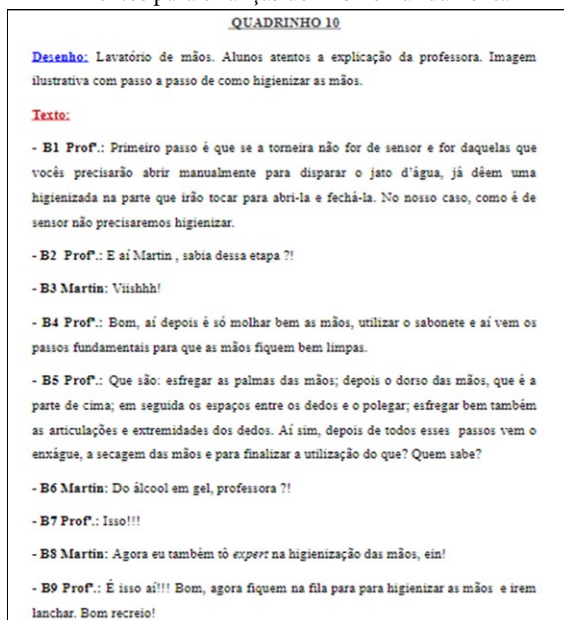 QUADRINHO 10
Desenho: Lavatório de mãos. Alunos atentos a explicação da professora. Imagem
ilustrativa com passo a passo de como higienizar as mãos.
Texto:
- B1 Profª.: Primeiro passo é que se a torneira não for de sensor e for daquelas que
vocês precisarão abrir manualmente para disparar o jato d'água, já dêem uma
higienizada na parte que irão tocar para abri-la e fechá-la. No nosso caso, como é de
sensor não precisaremos higienizar.
- B2 Profª.: E aí Martin , sabia dessa etapa ?!
- B3 Martin: Viishhh!
- B4 Profª.: Bom, aí depois é só molhar bem as mãos, utilizar o sabonete e aí vem os
passos fundamentais para que as mãos fiquem bem limpas.
- B5 Profª.: Que são: esfregar as palmas das mãos; depois o dorso das mãos, que é a
parte de cima; em seguida os espaços entre os dedos e o polegar; esfregar bem também
as articulações e extremidades dos dedos. Aí sim, depois de todos esses passos vem o
enxágue, a secagem das mãos e para finalizar a utilização do que? Quem sabe?
- B6 Martin: Do álcool em gel, professora ?!
- B7 Profª.: Isso!!!
- B8 Martin: Agora eu também tô expert na higienização das mãos, ein!
- B9 Profª.: É isso aí!!! Bom, agora fiquem na fila para para higienizar as mãos e irem
lanchar. Bom recreio!